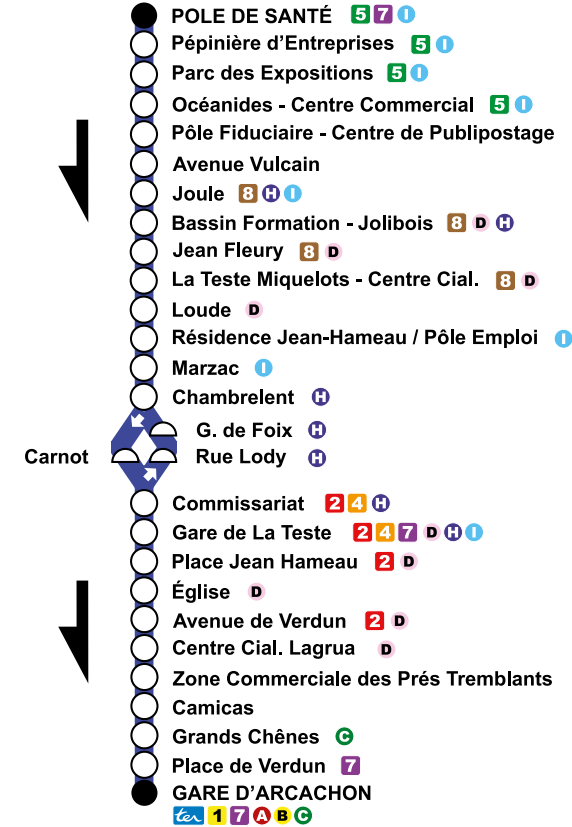 POLE DE SANTÉ 5 7 I
Pépinière d'Entreprises 5 I
Parc des Expositions 5 I
Océanides - Centre Commercial 5 I
Pôle Fiduciaire - Centre de Publipostage
Avenue Vulcain
Joule 8 H I
Bassin Formation - Jolibois 8 D H
Jean Fleury 8 D
La Teste Miquelots - Centre Cial. 8 D
Loude D
Résidence Jean-Hameau / Pôle Emploi I
Marzac I
Chambrelent H
G. de Foix H
Carnot Rue Lody H
Commissariat 2 4 H
Gare de La Teste 2 4 7 D H I
Place Jean Hameau 2 D
Église D
Avenue de Verdun 2 D
Centre Cial. Lagrua D
Zone Commerciale des Prés Tremblants
Camicas
Grands Chênes C
Place de Verdun 7
GARE D'ARCACHON
ter 1 7 A B C